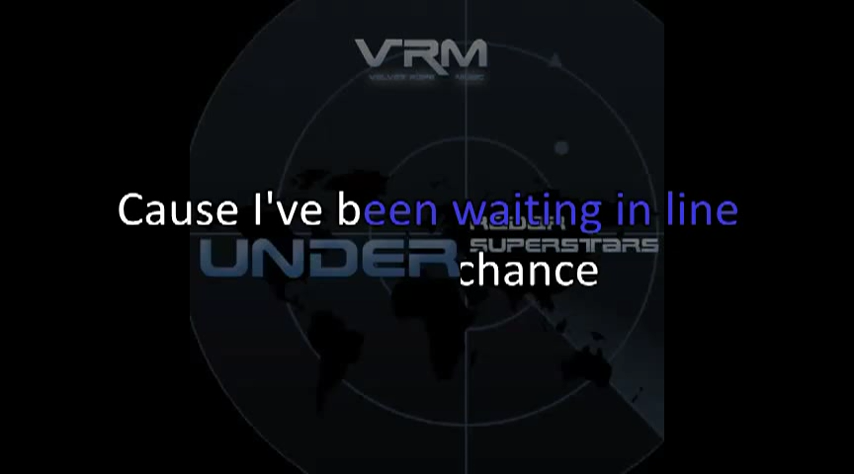 VRM
Cause I've been waiting in line
UNDER
SUPERSTARS
chance